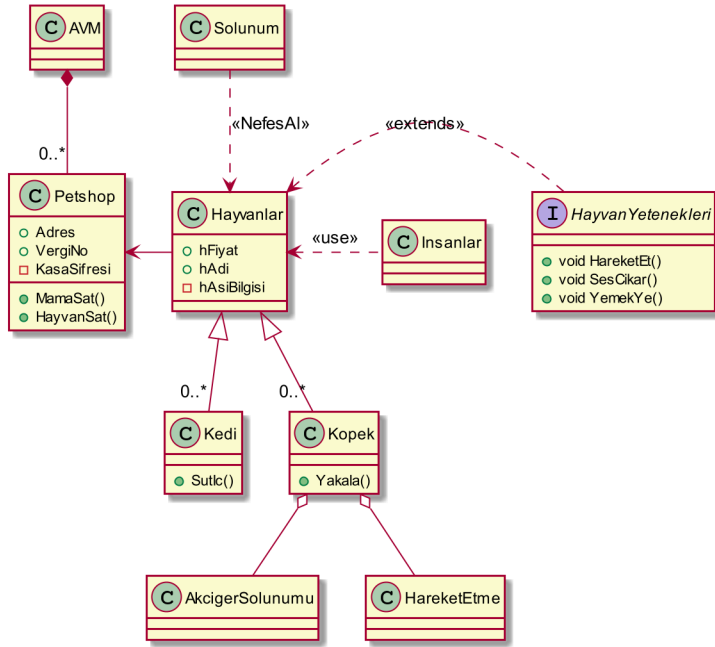 C AVM
C Solunum
«NefesAl»
«extends»
0..*
C Petshop
Adres
VergiNo
KasaSifresi
MamaSat()
HayvanSat()
C Hayvanlar
hFiyat
hAdi
hAsiBilgisi
«use»
C Insanlar
I HayvanYetenekleri
void HareketEt()
void SesCikar()
void YemekYe()
0..*
0..*
C Kedi
SutIc()
C Kopek
Yakala()
C AkcigerSolunumu
C HareketEtme